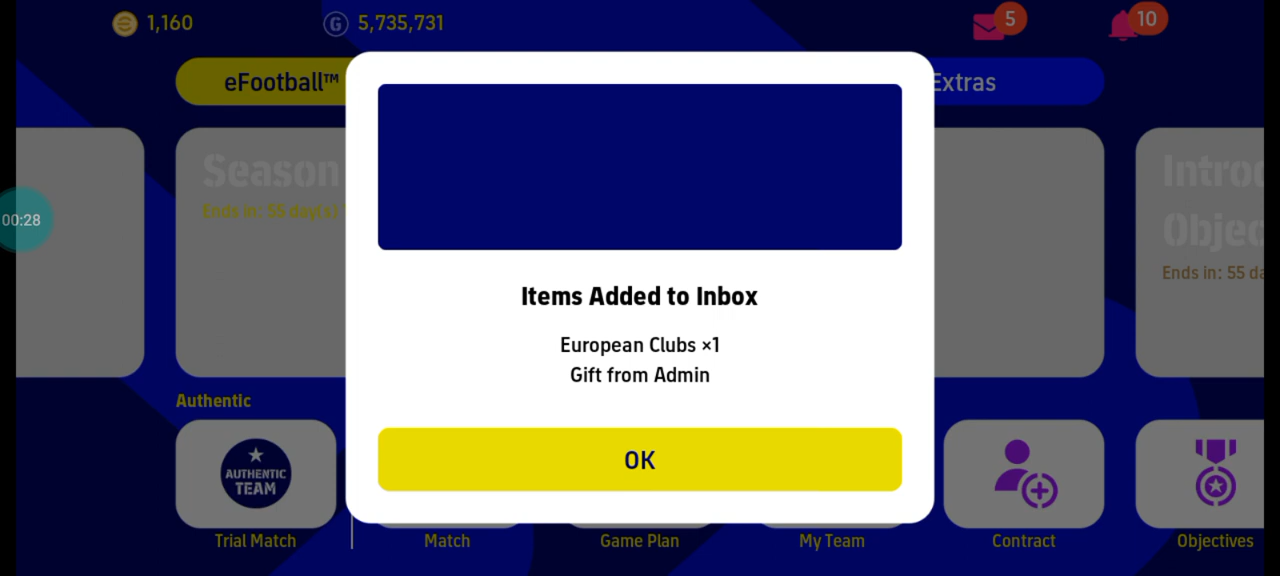 1,160
G 5,735,731
5
10
eFootball™
Extras
Season
Ends in: 55 day(s)
Introd
Objec
Ends in: 55 da
00:28
Items Added to Inbox
European Clubs ×1
Gift from Admin
OK
Authentic
AUTHENTIC
TEAM
Trial Match
Match
Game Plan
My Team
Contract
Objectives